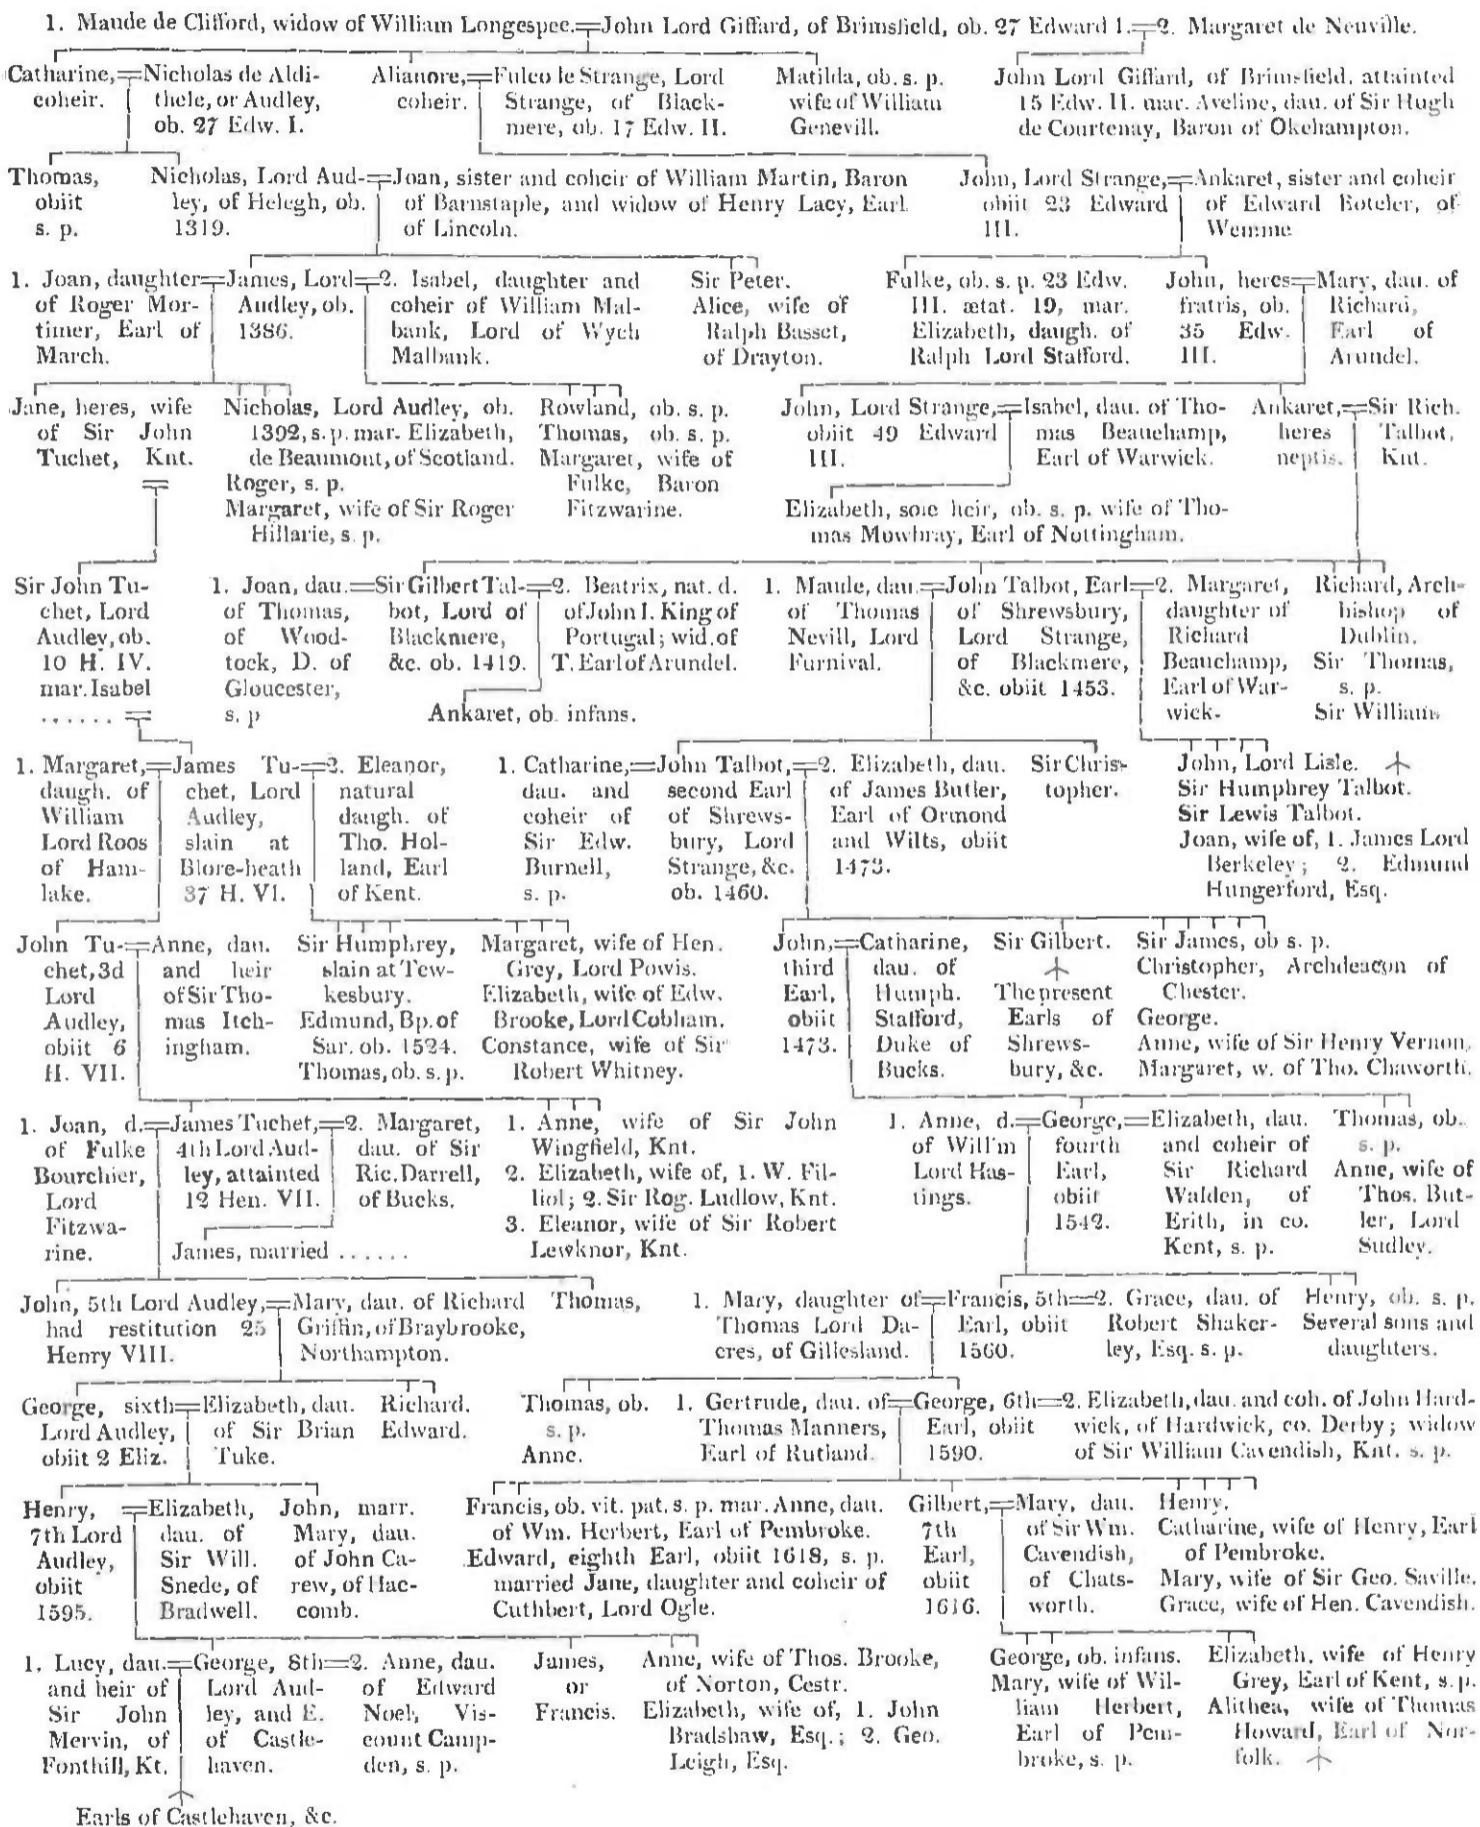 1. Maude de Clifford, widow of William Longespee.=John Lord Giffard, of Brimsfield, ob. 27 Edward I.=2. Margaret de Neuville.
Catharine, coheir.=Nicholas de Aldi-
thele, or Audley,
ob. 27 Edw. I.
Alianore, coheir.=Fulco le Strange, Lord
Strange, of Black-
mere, ob. 17 Edw. II.
Matilda, ob. s. p.
wife of William
Genevill.
John Lord Giffard, of Brimsfield, attainted
15 Edw. II. mar. Aveline, dau. of Sir Hugh
de Courtenay, Baron of Okehampton.
Thomas,
obiit
s. p.
Nicholas, Lord Aud-
ley, of Helegh, ob.
1319.
=Joan, sister and coheir of William Martin, Baron
of Barnstaple, and widow of Henry Lacy, Earl
of Lincoln.
John, Lord Strange,
obiit 23 Edward
III.
=Ankaret, sister and coheir
of Edward Boteler, of
Wemme
1. Joan, daughter
of Roger Mor-
timer, Earl of
March.
=James, Lord
Audley, ob.
1386.
=2. Isabel, daughter and
coheir of William Mal-
bank, Lord of Wych
Malbank.
Sir Peter.
Alice, wife of
Ralph Basset,
of Drayton.
Fulke, ob. s. p. 23 Edw.
III. ætat. 19, mar.
Elizabeth, daugh. of
Ralph Lord Stafford.
John, heres
fratris, ob.
35 Edw.
III.
=Mary, dau. of
Richard,
Earl of
Arundel.
Jane, heres, wife
of Sir John
Tuchet, Knt.
Nicholas, Lord Audley, ob.
1392, s. p. mar. Elizabeth,
de Beaumont, of Scotland.
Roger, s. p.
Margaret, wife of Sir Roger
Hillarie, s. p.
Rowland, ob. s. p.
Thomas, ob. s. p.
Margaret, wife of
Fulke, Baron
Fitzwarine.
John, Lord Strange,
obiit 49 Edward
III.
=Isabel, dau. of Tho-
mas Beauchamp,
Earl of Warwick.
Ankaret,
heres
neptis.
=Sir Rich.
Talbot,
Knt.
Elizabeth, sole heir, ob. s. p. wife of Tho-
mas Mowbray, Earl of Nottingham.
Sir John Tu-
chet, Lord
Audley, ob.
10 H. IV.
mar. Isabel
......
1. Joan, dau.
of Thomas,
of Wood-
tock, D. of
Gloucester,
s. p
=Sir Gilbert Tal-
bot, Lord of
Blackmere,
&c. ob. 1419.
=2. Beatrix, nat. d.
of John I. King of
Portugal; wid. of
T. Earl of Arundel.
Ankaret, ob. infans.
1. Maude, dau.
of Thomas
Nevill, Lord
Furnival.
=John Talbot, Earl
of Shrewsbury,
Lord Strange,
of Blackmere,
&c. obiit 1453.
=2. Margaret,
daughter of
Richard
Beauchamp,
Earl of War-
wick.
Richard, Arch-
bishop of
Dublin.
Sir Thomas,
s. p.
Sir William.
1. Margaret,
daugh. of
William
Lord Roos
of Ham-
lake.
=James Tu-
chet, Lord
Audley,
slain at
Blore-heath
37 H. VI.
=2. Eleanor,
natural
daugh. of
Tho. Hol-
land, Earl
of Kent.
1. Catharine,
dau. and
coheir of
Sir Edw.
Burnell,
s. p.
=John Talbot,
second Earl
of Shrews-
bury, Lord
Strange, &c.
ob. 1460.
=2. Elizabeth, dau.
of James Butler,
Earl of Ormond
and Wilts, obiit
1473.
Sir Chris-
topher.
John, Lord Lisle.
Sir Humphrey Talbot.
Sir Lewis Talbot.
Joan, wife of, 1. James Lord
Berkeley; 2. Edmund
Hungerford, Esq.
John Tu-
chet, 3d
Lord
Audley,
obiit 6
H. VII.
=Anne, dau.
and heir
of Sir Tho-
mas Itch-
ingham.
Sir Humphrey,
slain at Tew-
kesbury.
Edmund, Bp. of
Sar. ob. 1524.
Thomas, ob. s. p.
Margaret, wife of Hen.
Grey, Lord Powis.
Elizabeth, wife of Edw.
Brooke, Lord Cobham.
Constance, wife of Sir
Robert Whitney.
John,
third
Earl,
obiit
1473.
=Catharine,
dau. of
Humph.
Stafford,
Duke of
Bucks.
Sir Gilbert.
The present
Earls of
Shrews-
bury, &c.
Sir James, ob s. p.
Christopher, Archdeacon of
Chester.
George.
Anne, wife of Sir Henry Vernon.
Margaret, w. of Tho. Chaworth.
1. Joan, d.
of Fulke
Bourchier,
Lord
Fitzwa-
rine.
=James Tuchet,
4th Lord Aud-
ley, attainted
12 Hen. VII.
=2. Margaret,
dau. of Sir
Ric. Darrell,
of Bucks.
James, married ......
1. Anne, wife of Sir John
Wingfield, Knt.
2. Elizabeth, wife of, 1. W. Fil-
liol; 2. Sir Rog. Ludlow, Knt.
3. Eleanor, wife of Sir Robert
Lewknor, Knt.
1. Anne, d.
of Will'm
Lord Has-
tings.
=George,
fourth
Earl,
obiit
1542.
=Elizabeth, dau.
and coheir of
Sir Richard
Walden, of
Erith, in co.
Kent, s. p.
Thomas, ob.
s. p.
Anne, wife of
Thos. But-
ler, Lord
Sudley.
John, 5th Lord Audley,
had restitution 25
Henry VIII.
=Mary, dau. of Richard
Griffin, of Braybrooke,
Northampton.
Thomas,
1. Mary, daughter of
Thomas Lord Da-
cres, of Gillesland.
=Francis, 5th
Earl, obiit
1560.
=2. Grace, dau. of
Robert Shaker-
ley, Esq. s. p.
Henry, ob. s. p.
Several sons and
daughters.
George, sixth
Lord Audley,
obiit 2 Eliz.
=Elizabeth, dau.
of Sir Brian
Tuke.
Richard.
Edward.
Thomas, ob.
s. p.
Anne.
1. Gertrude, dau. of
Thomas Manners,
Earl of Rutland.
=George, 6th
Earl, obiit
1590.
=2. Elizabeth, dau. and coh. of John Hard-
wick, of Hardwick, co. Derby; widow
of Sir William Cavendish, Knt. s. p.
Henry,
7th Lord
Audley,
obiit
1595.
=Elizabeth,
dau. of
Sir Will.
Snede, of
Bradwell.
John, marr.
Mary, dau.
of John Ca-
rew, of Hac-
comb.
Francis, ob. vit. pat. s. p. mar. Anne, dau.
of Wm. Herbert, Earl of Pembroke.
Edward, eighth Earl, obiit 1618, s. p.
married Jane, daughter and coheir of
Cuthbert, Lord Ogle.
Gilbert,
7th
Earl,
obiit
1616.
=Mary, dau.
of Sir Wm.
Cavendish,
of Chats-
worth.
Henry.
Catharine, wife of Henry, Earl
of Pembroke.
Mary, wife of Sir Geo. Saville.
Grace, wife of Hen. Cavendish.
1. Lucy, dau.
and heir of
Sir John
Mervin, of
Fonthill, Kt.
=George, 8th
Lord Aud-
ley, and E.
of Castle-
haven.
=2. Anne, dau.
of Edward
Noel, Vis-
count Camp-
den, s. p.
James,
or
Francis.
Anne, wife of Thos. Brooke,
of Norton, Cestr.
Elizabeth, wife of, 1. John
Bradshaw, Esq.; 2. Geo.
Leigh, Esq.
George, ob. infans.
Mary, wife of Wil-
liam Herbert,
Earl of Pem-
broke, s. p.
Elizabeth, wife of Henry
Grey, Earl of Kent, s. p.
Alithea, wife of Thomas
Howard, Earl of Nor-
folk.
Earls of Castlehaven, &c.